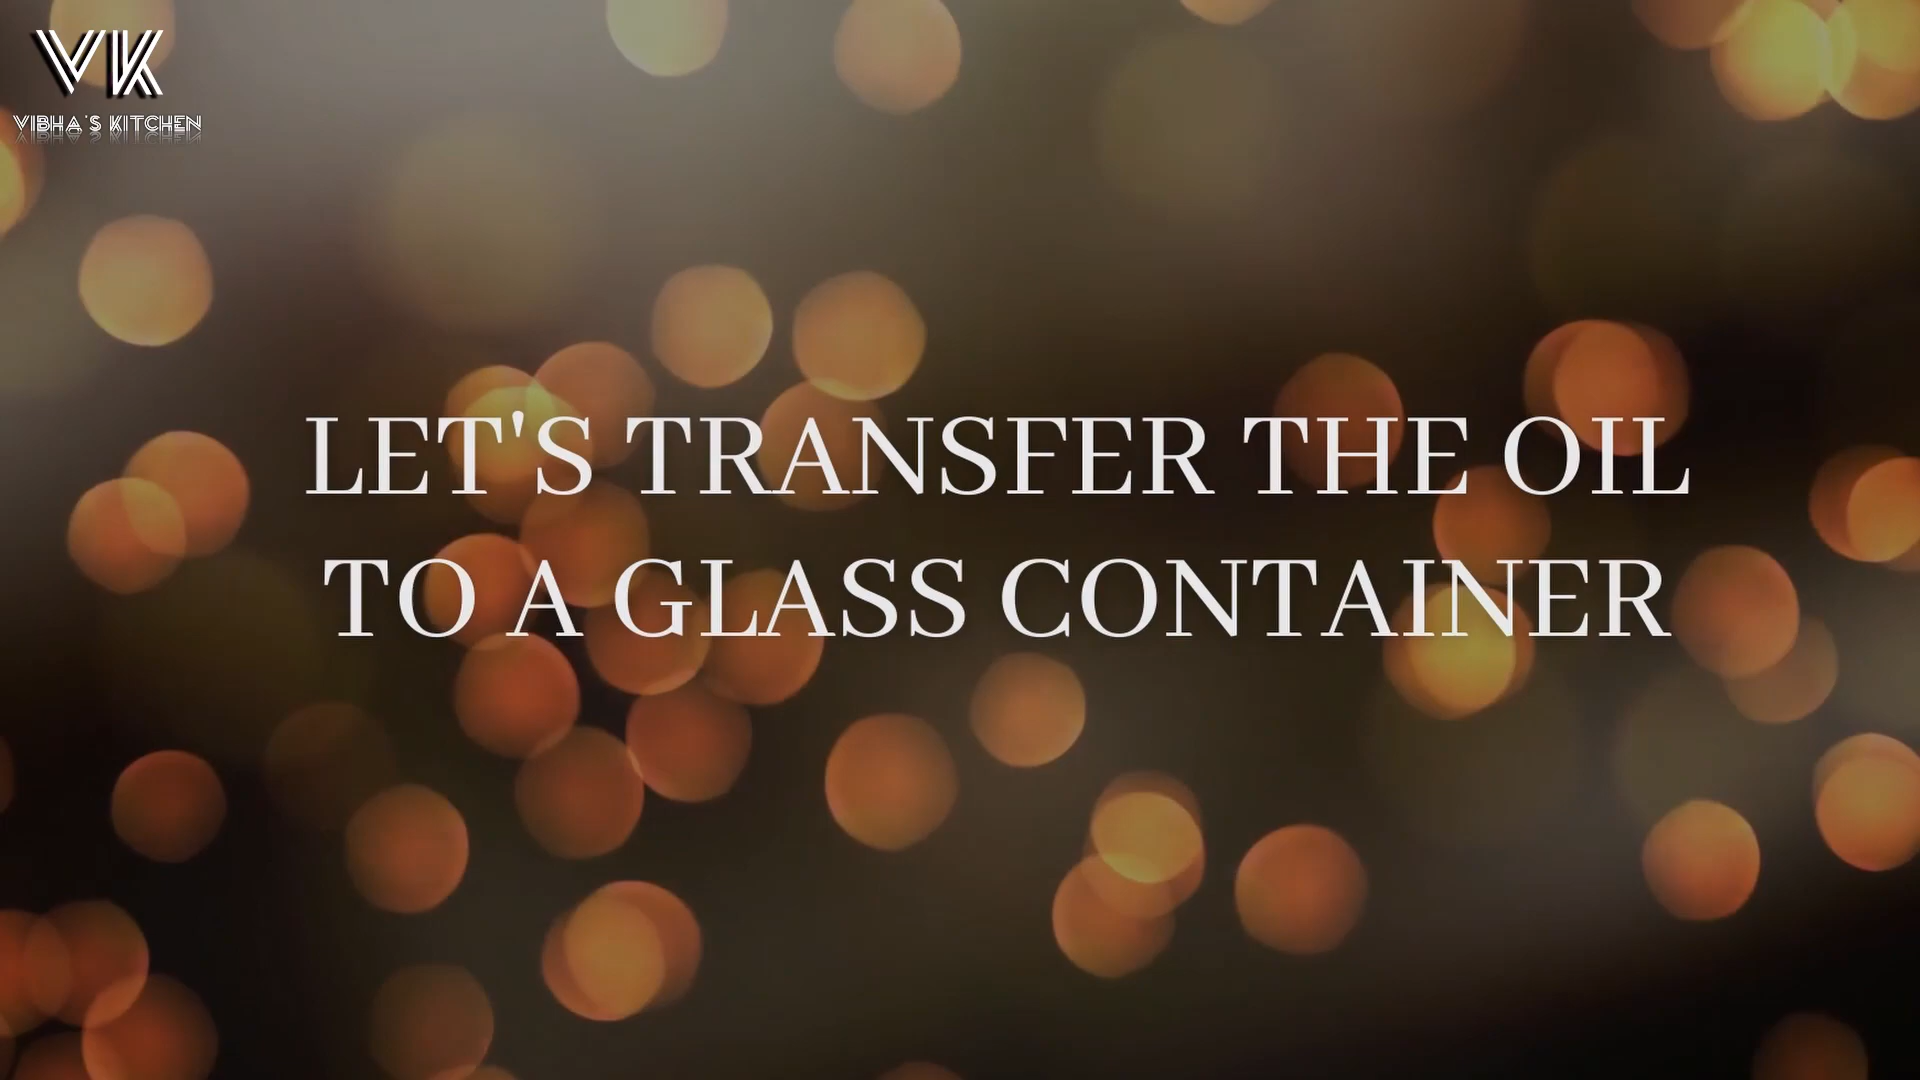 VK
VIBHA'S KITCHEN
LET'S TRANSFER THE OIL
TO A GLASS CONTAINER